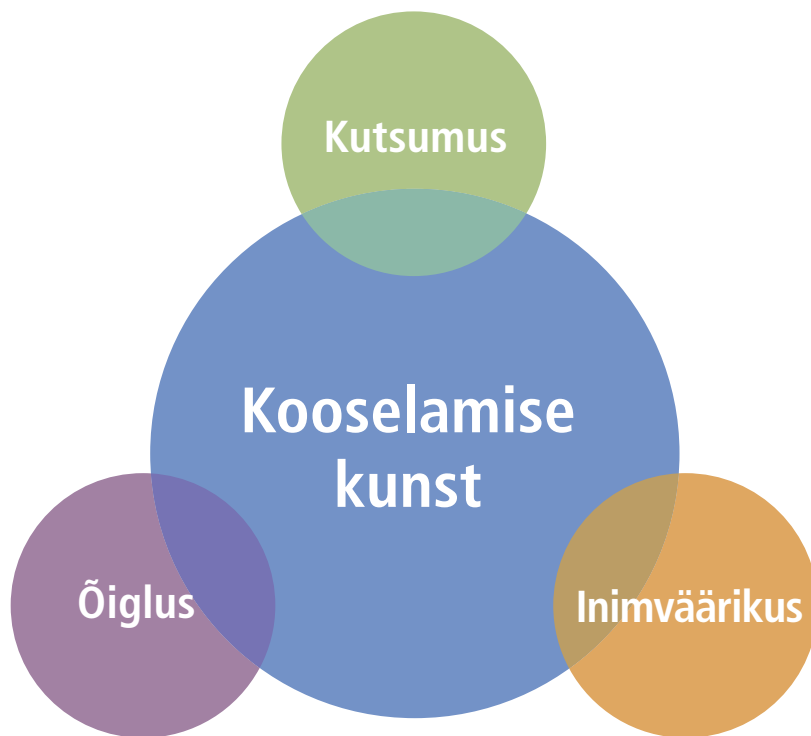 Kutsumus
Kooselamise
kunst
Õiglus
Inimväärikus